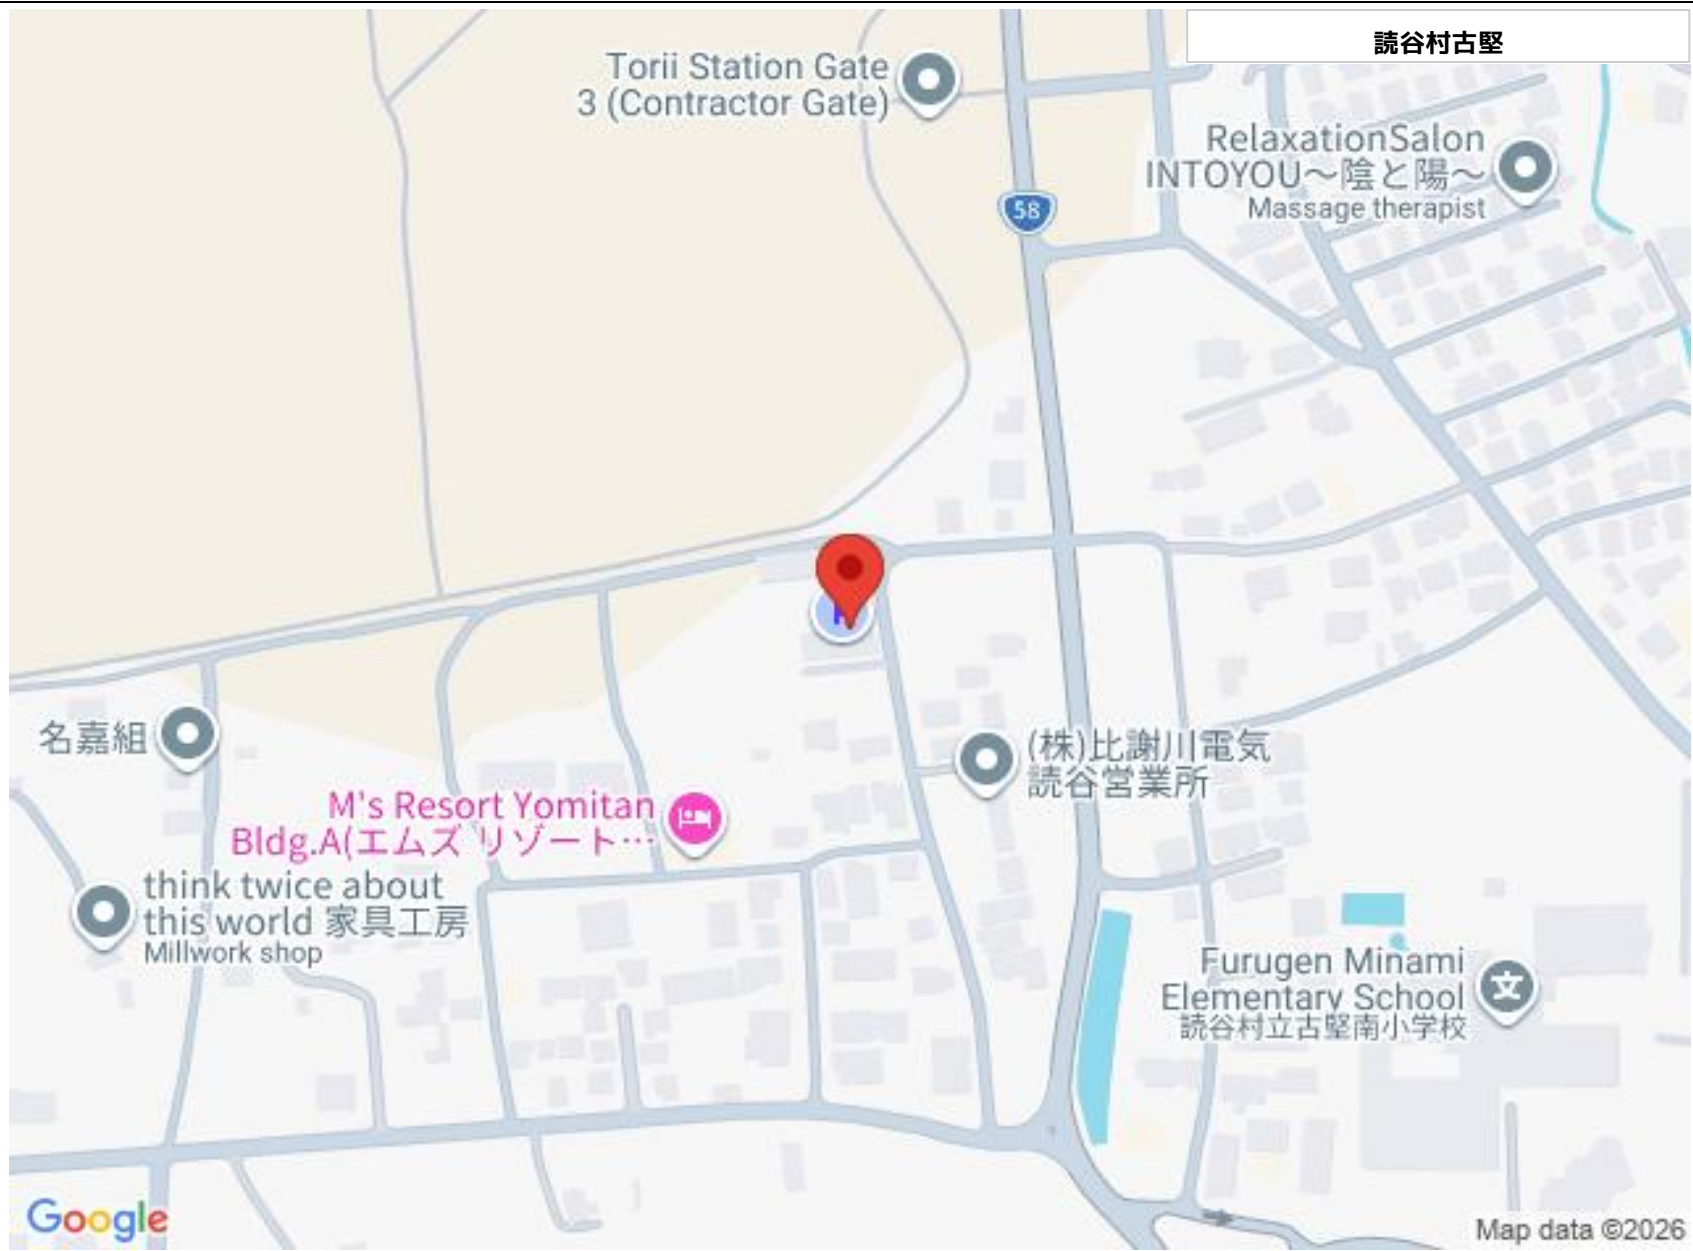 読谷村古堅
Torii Station Gate
3 (Contractor Gate)
RelaxationSalon
INTOYOU～陰と陽～
Massage therapist
58
名嘉組
(株)比謝川電気
読谷営業所
M's Resort Yomitan
Bldg.A(エムズ リゾート…
think twice about
this world 家具工房
Millwork shop
Furugen Minami
Elementary School
読谷村立古堅南小学校
文
Google
Map data ©2026